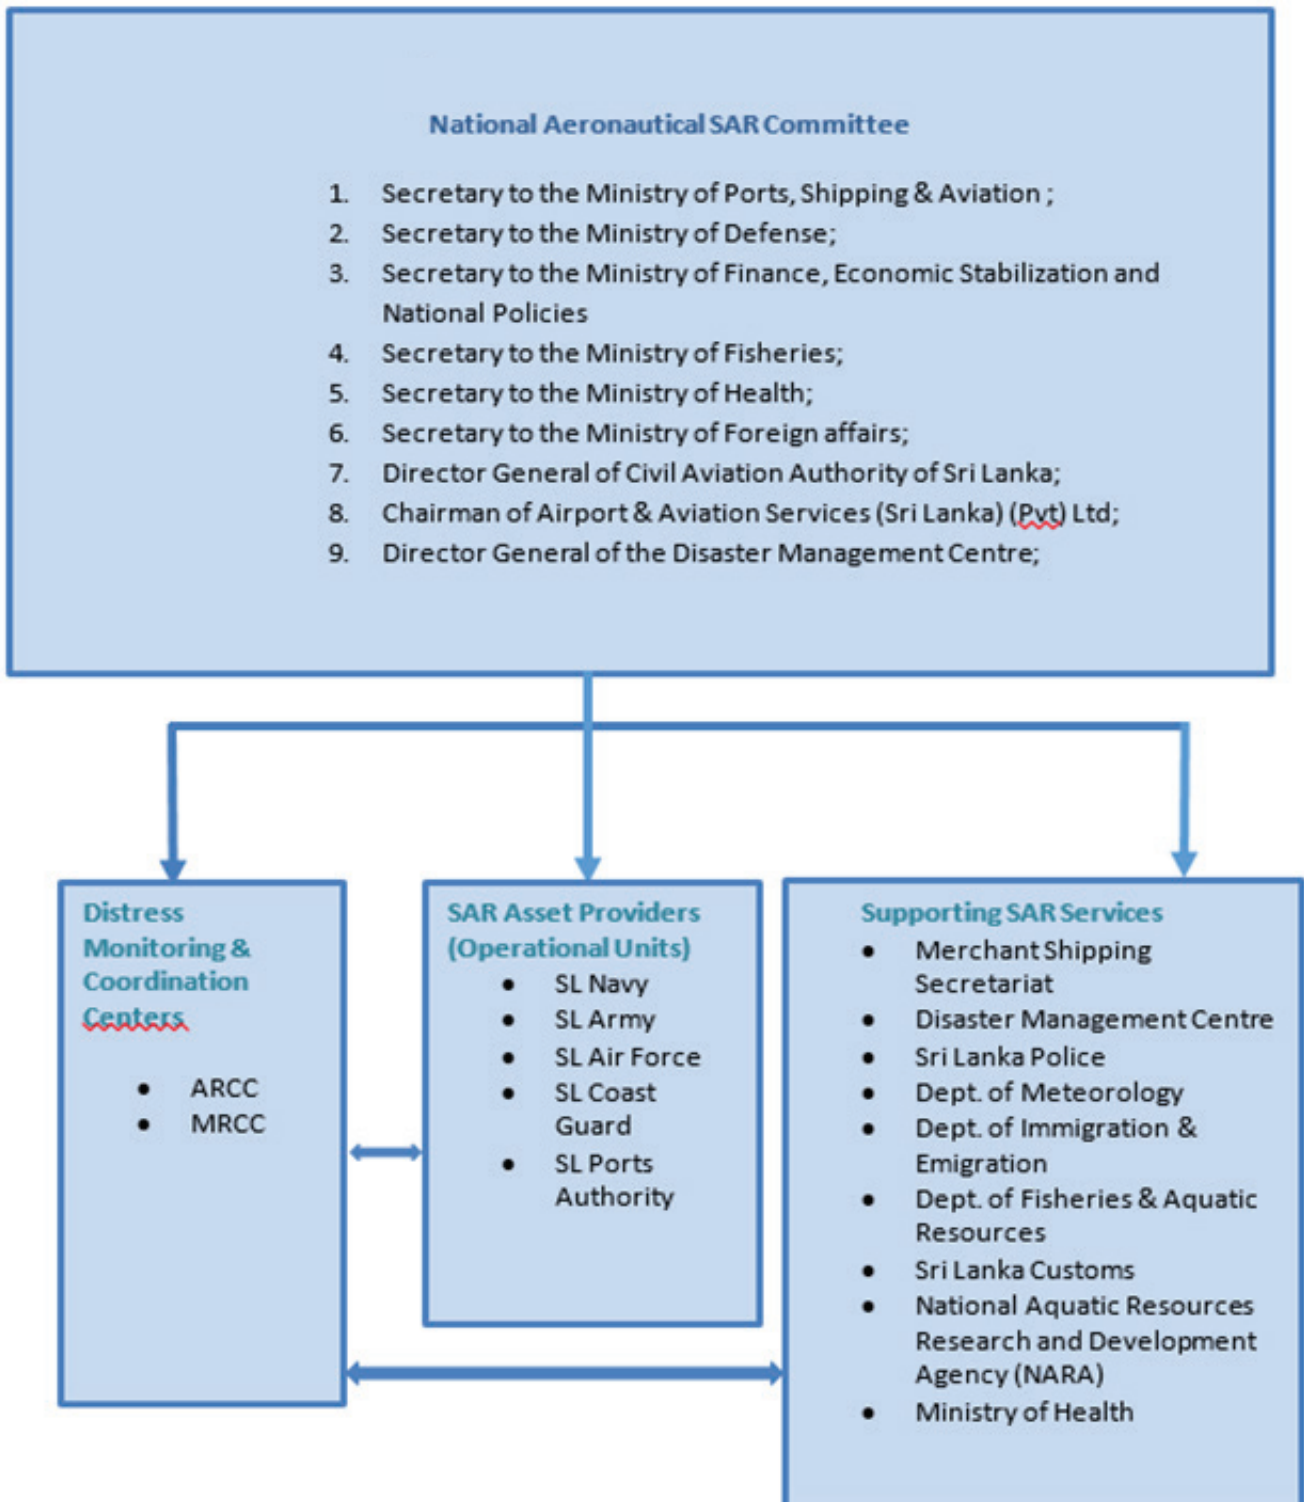 National Aeronautical SAR Committee
1. Secretary to the Ministry of Ports, Shipping & Aviation ;
2. Secretary to the Ministry of Defense;
3. Secretary to the Ministry of Finance, Economic Stabilization and
National Policies
4. Secretary to the Ministry of Fisheries;
5. Secretary to the Ministry of Health;
6. Secretary to the Ministry of Foreign affairs;
7. Director General of Civil Aviation Authority of Sri Lanka;
8. Chairman of Airport & Aviation Services (Sri Lanka) (Pvt) Ltd;
9. Director General of the Disaster Management Centre;
Distress
Monitoring &
Coordination
Centers
• ARCC
• MRCC
SAR Asset Providers
(Operational Units)
• SL Navy
• SL Army
• SL Air Force
• SL Coast
Guard
• SL Ports
Authority
Supporting SAR Services
• Merchant Shipping
Secretariat
• Disaster Management Centre
• Sri Lanka Police
• Dept. of Meteorology
• Dept. of Immigration &
Emigration
• Dept. of Fisheries & Aquatic
Resources
• Sri Lanka Customs
• National Aquatic Resources
Research and Development
Agency (NARA)
• Ministry of Health